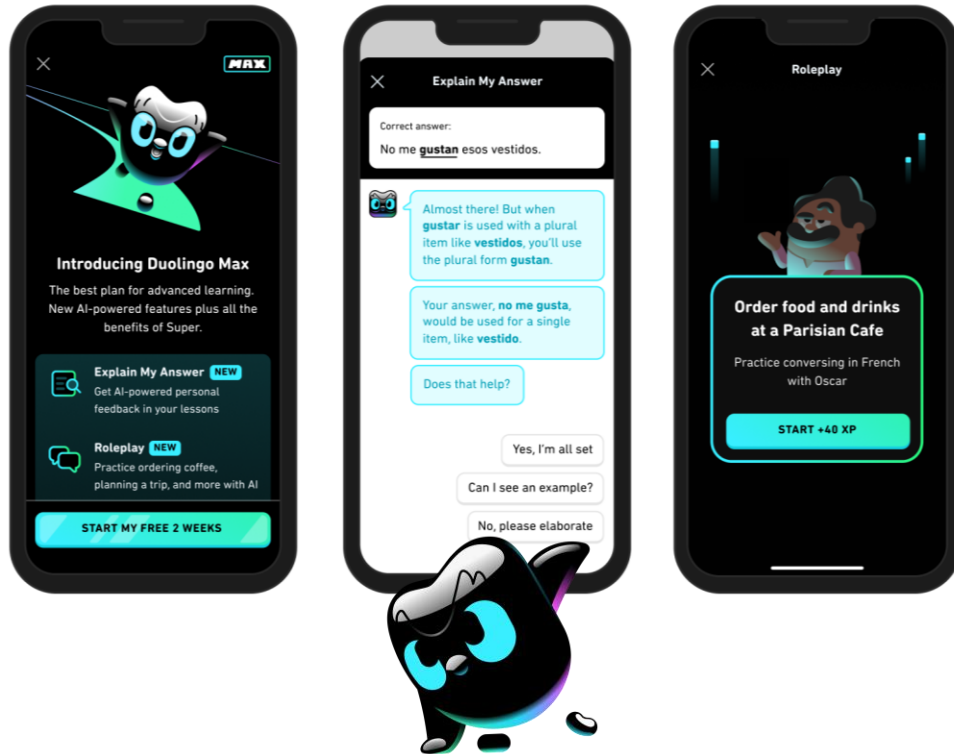 MAX
Introducing Duolingo Max
The best plan for advanced learning.
New AI-powered features plus all the
benefits of Super.
Explain My Answer NEW
Get AI-powered personal
feedback in your lessons
Roleplay NEW
Practice ordering coffee,
planning a trip, and more with AI
START MY FREE 2 WEEKS
Explain My Answer
Correct answer:
No me gustan esos vestidos.
Almost there! But when
gustar is used with a plural
item like vestidos, you'll use
the plural form gustan.
Your answer, no me gusta,
would be used for a single
item, like vestido.
Does that help?
Yes, I'm all set
Can I see an example?
No, please elaborate
Roleplay
Order food and drinks
at a Parisian Cafe
Practice conversing in French
with Oscar
START +40 XP